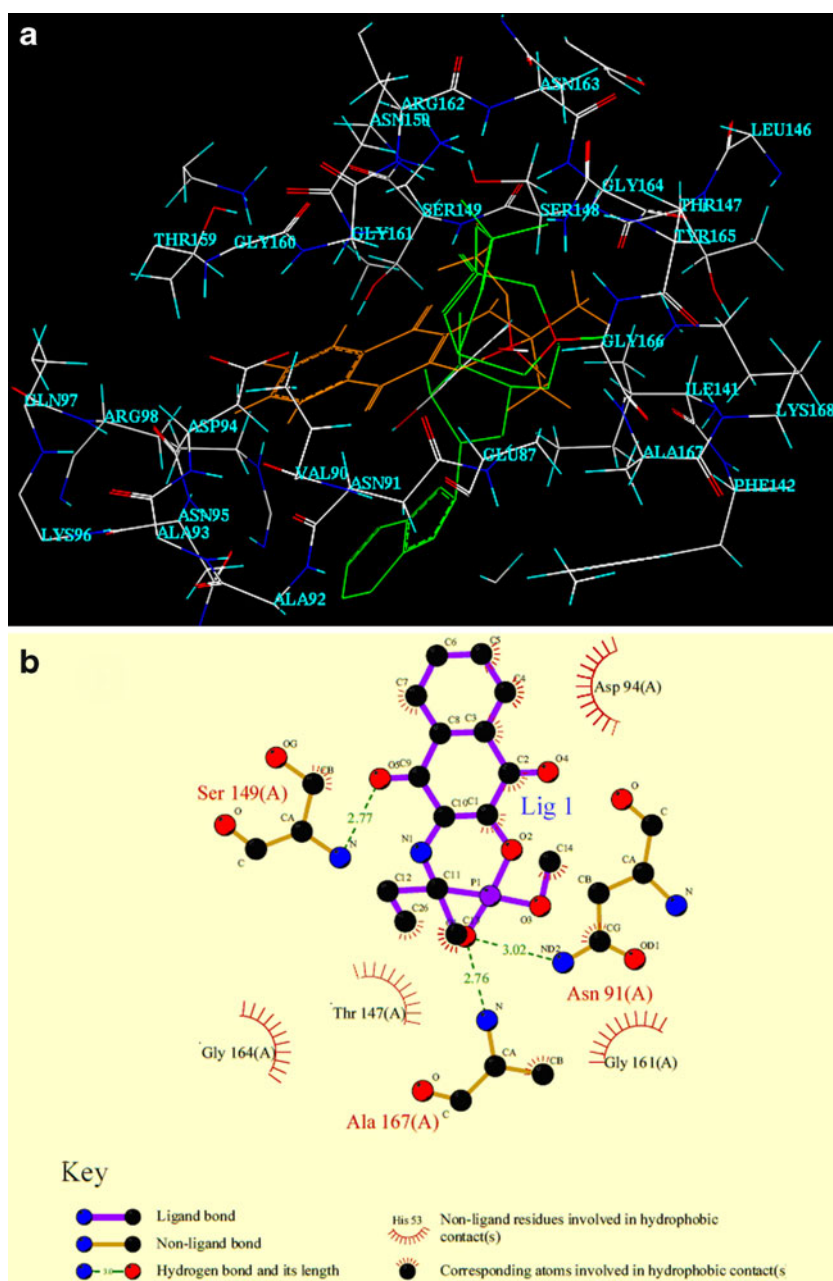 a
ASN163
ARG162
ASN150
LEU146
GLY164
THR147
SER149
SER148
TYR165
THR159
GLY160
GLY161
GLY166
GLN97
ILE141
ARG98
LYS168
ASP94
GLU87
ALA167
VAL90
ASN91
PHE142
ASN95
LYS96
ALA93
ALA92
b
C6
C5
C7
C4
Asp 94(A)
C8
C3
OG
CB
O5
C9
C2
O4
Ser 149(A)
Lig 1
O
CA
2.77
C10
C1
O
C
C
N
N1
O2
C14
CA
C12
C11
P1
CB
N
C26
O3
CG
3.02
ND2
OD1
2.76
Asn 91(A)
Thr 147(A)
N
Gly 164(A)
Gly 161(A)
CA
CB
O
C
Ala 167(A)
Key
Ligand bond
His 53
Non-ligand residues involved in hydrophobic
contact(s)
Non-ligand bond
3.0
Hydrogen bond and its length
Corresponding atoms involved in hydrophobic contact(s